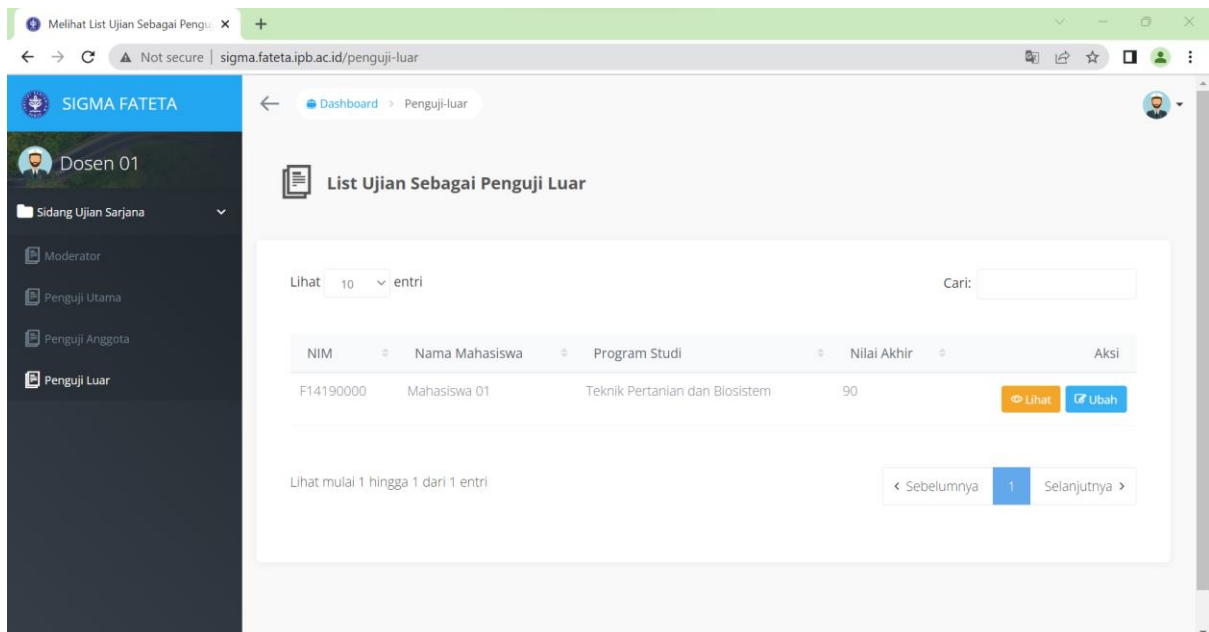 Melihat List Ujian Sebagai Pengu
Not secure | sigma.fateta.ipb.ac.id/penguji-luar
SIGMA FATETA
Dashboard > Penguji-luar
Dosen 01
List Ujian Sebagai Penguji Luar
Sidang Ujian Sarjana
Moderator
Penguji Utama
Penguji Anggota
Penguji Luar
Lihat 10 entri
Cari:
NIM Nama Mahasiswa Program Studi Nilai Akhir Aksi
F14190000 Mahasiswa 01 Teknik Pertanian dan Biosistem 90 Lihat Ubah
Lihat mulai 1 hingga 1 dari 1 entri
Sebelumnya 1 Selanjutnya